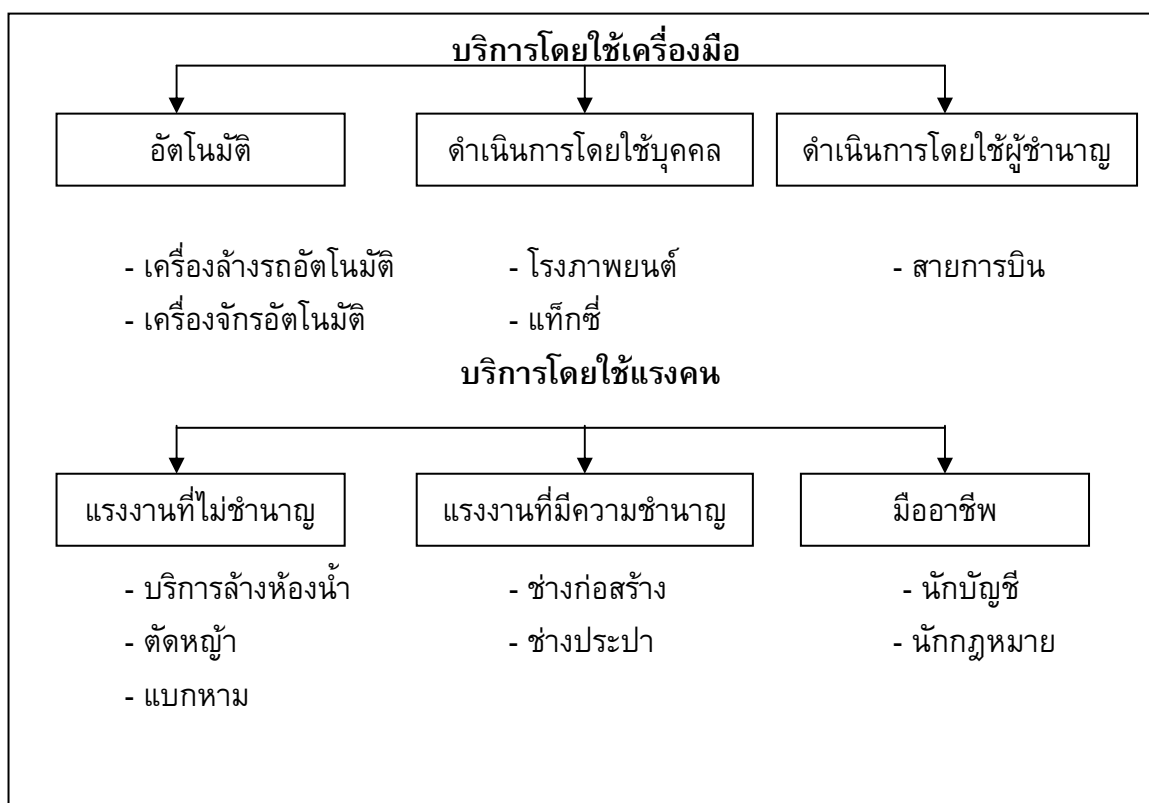 บริการโดยใช้เครื่องมือ
อัตโนมัติ
ดำเนินการโดยใช้บุคคล
ดำเนินการโดยใช้ผู้ชำนาญ
- เครื่องล้างรถอัตโนมัติ
- เครื่องจักรอัตโนมัติ
- โรงภาพยนต์
- แท็กซี่
- สายการบิน
บริการโดยใช้แรงคน
แรงงานที่ไม่ชำนาญ
แรงงานที่มีความชำนาญ
มืออาชีพ
- บริการล้างห้องน้ำ
- ตัดหญ้า
- แบกหาม
- ช่างก่อสร้าง
- ช่างประปา
- นักบัญชี
- นักกฎหมาย